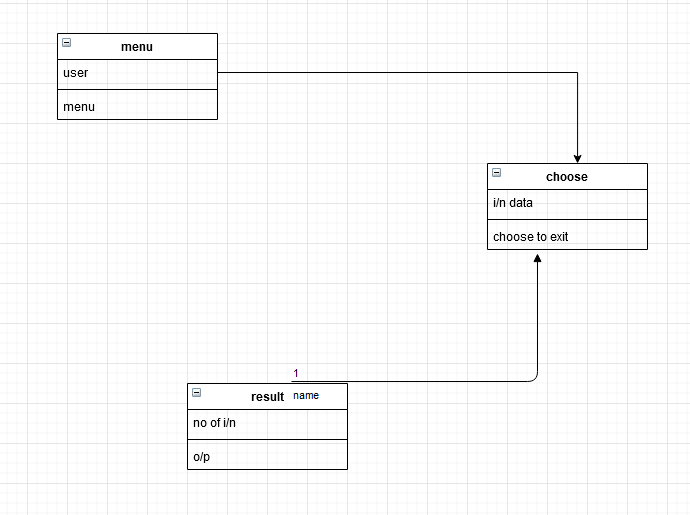 menu
user
menu
choose
i/n data
choose to exit
1
result
name
no of i/n
o/p